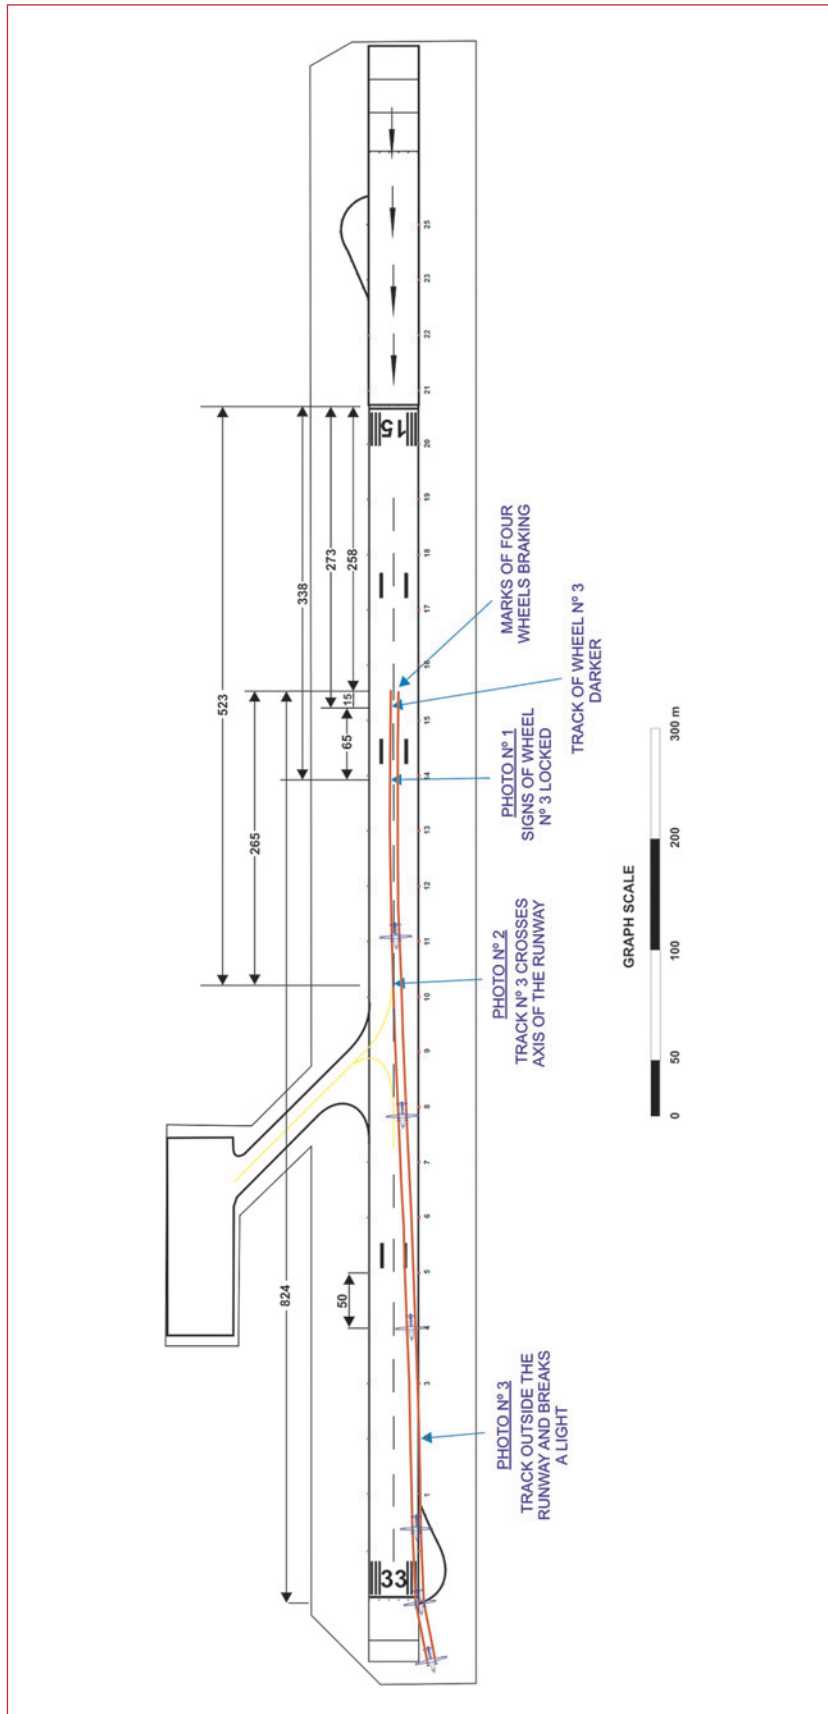 25
23
22
21
20
19
18
17
16
15
14
13
12
11
10
9
8
7
6
5
4
3
1
15
33
523
338
273
258
15
65
265
824
50
MARKS OF FOUR
WHEELS BRAKING
TRACK OF WHEEL Nº 3
DARKER
PHOTO Nº 1
SIGNS OF WHEEL
Nº 3 LOCKED
PHOTO Nº 2
TRACK Nº 3 CROSSES
AXIS OF THE RUNWAY
PHOTO Nº 3
TRACK OUTSIDE THE
RUNWAY AND BREAKS
A LIGHT
GRAPH SCALE
0
50
100
200
300 m